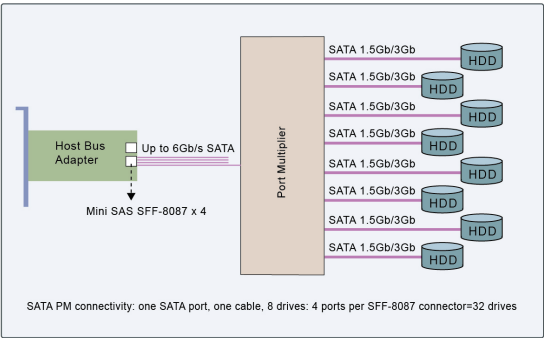 SATA 1.5Gb/3Gb
HDD
SATA 1.5Gb/3Gb
HDD
SATA 1.5Gb/3Gb
HDD
Host Bus
Adapter
Up to 6Gb/s SATA
SATA 1.5Gb/3Gb
HDD
Port Multiplier
SATA 1.5Gb/3Gb
HDD
Mini SAS SFF-8087 x 4
SATA 1.5Gb/3Gb
HDD
SATA 1.5Gb/3Gb
HDD
SATA 1.5Gb/3Gb
HDD
SATA PM connectivity: one SATA port, one cable, 8 drives: 4 ports per SFF-8087 connector=32 drives